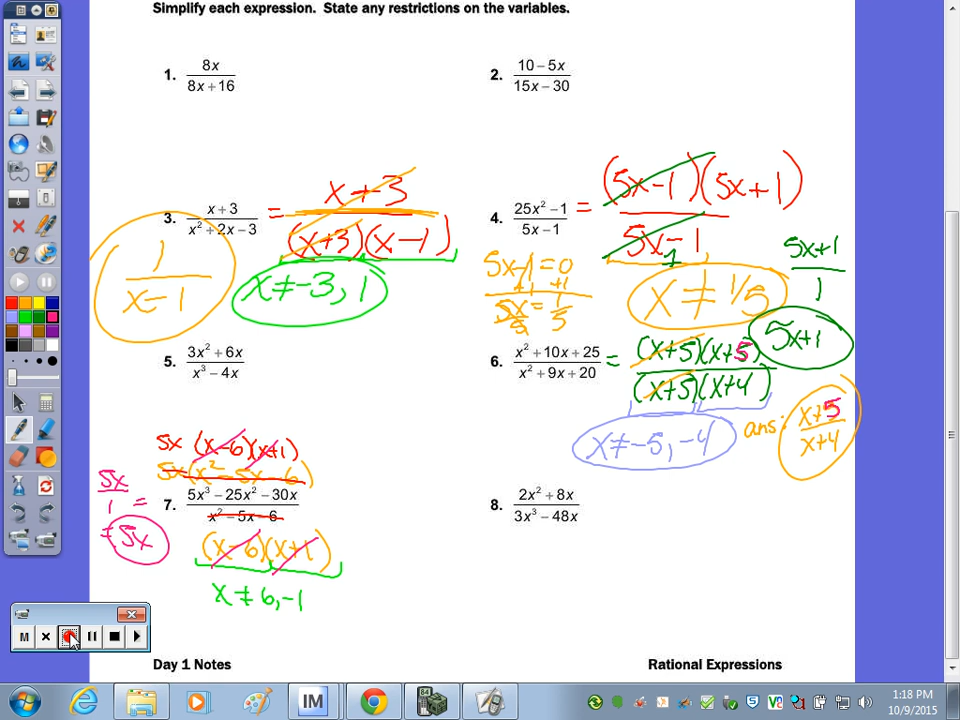 Simplify each expression. State any restrictions on the variables.
1. 8x / 8x + 16
2. 10 − 5x / 15x − 30
3. x + 3 / x² + 2x − 3 = x + 3 / (x+3)(x−1)
1 / x−1
x ≠ −3, 1
4. 25x² − 1 / 5x − 1 = (5x−1)(5x+1) / 5x−1
1
5x−1=0
+1 +1
5x = 1
5 5
x ≠ 1/5
5x+1 / 1
5x+1
5. 3x² + 6x / x³ − 4x
6. x² + 10x + 25 / x² + 9x + 20 = (x+5)(x+5) / (x+5)(x+4)
x≠−5,−4
ans: x+5 / x+4
5x (x−6)(x+1)
5x(x²−5x−6)
7. 5x³ − 25x² − 30x / x² − 5x − 6
(x−6)(x+1)
x ≠ 6,−1
5x / 1 =
= 5x
8. 2x² + 8x / 3x³ − 48x
Day 1 Notes
Rational Expressions
M
IM
84
1:18 PM
10/9/2015